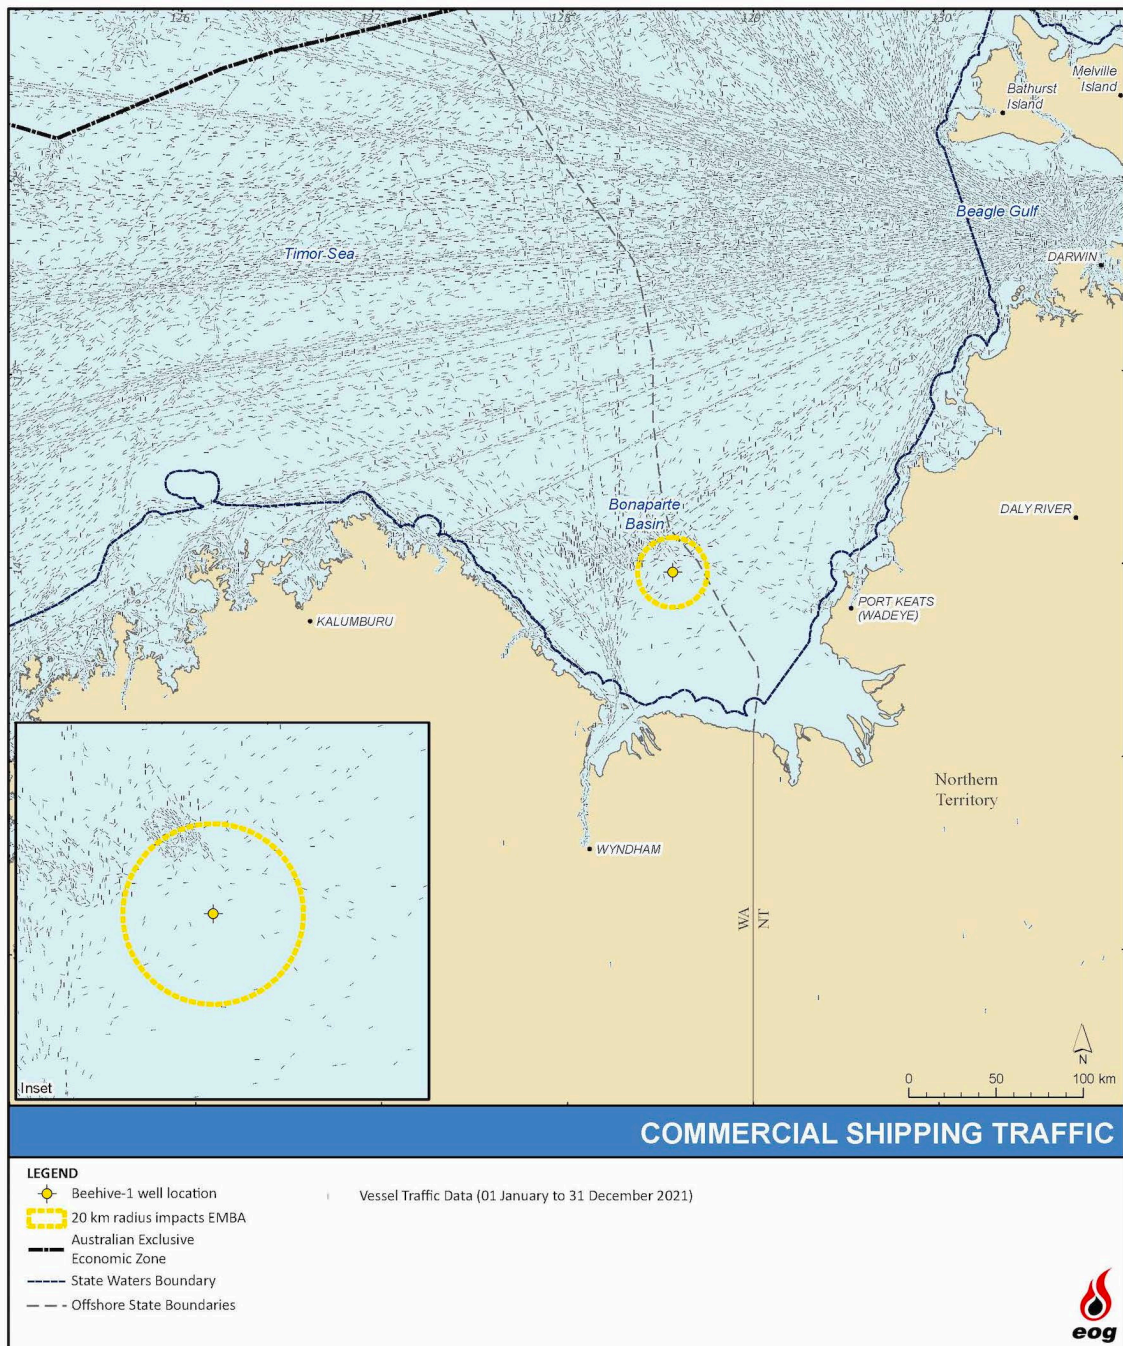 126
127
128
129
130
Melville
Island
Bathurst
Island
Beagle Gulf
Timor Sea
DARWIN
Bonaparte
Basin
DALY RIVER
PORT KEATS
(WADEYE)
KALUMBURU
Northern
Territory
WYNDHAM
WA
NT
N
0 50 100 km
Inset
COMMERCIAL SHIPPING TRAFFIC
LEGEND
Beehive-1 well location
Vessel Traffic Data (01 January to 31 December 2021)
20 km radius impacts EMBA
Australian Exclusive
Economic Zone
State Waters Boundary
Offshore State Boundaries
eog